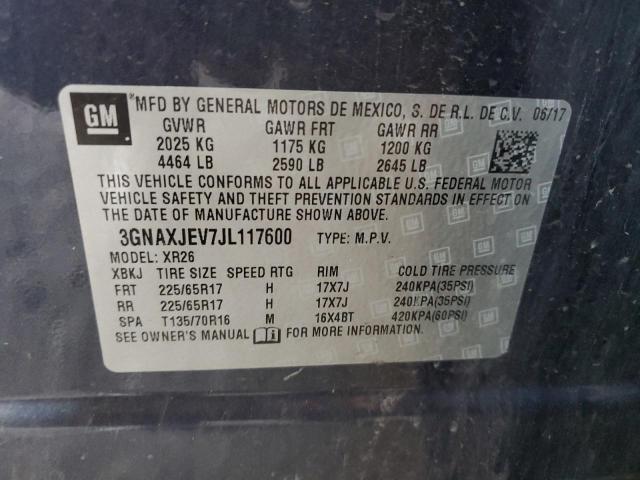 GM
*MFD BY GENERAL MOTORS DE MEXICO, S. DE R.L. DE C.V. 06/17
GVWR GAWR FRT GAWR RR
2025 KG 1175 KG 1200 KG
4464 LB 2590 LB 2645 LB
THIS VEHICLE CONFORMS TO ALL APPLICABLE U.S. FEDERAL MOTOR
VEHICLE SAFETY AND THEFT PREVENTION STANDARDS IN EFFECT ON
THE DATE OF MANUFACTURE SHOWN ABOVE.
3GNAXJEV7JL117600 TYPE: M.P.V.
MODEL: XR26
XBKJ TIRE SIZE SPEED RTG RIM COLD TIRE PRESSURE
FRT 225/65R17 H 17X7J 240KPA(35PSI)
RR 225/65R17 H 17X7J 240KPA(35PSI)
SPA T135/70R16 M 16X4BT 420KPA(60PSI)
SEE OWNER'S MANUAL FOR MORE INFORMATION.